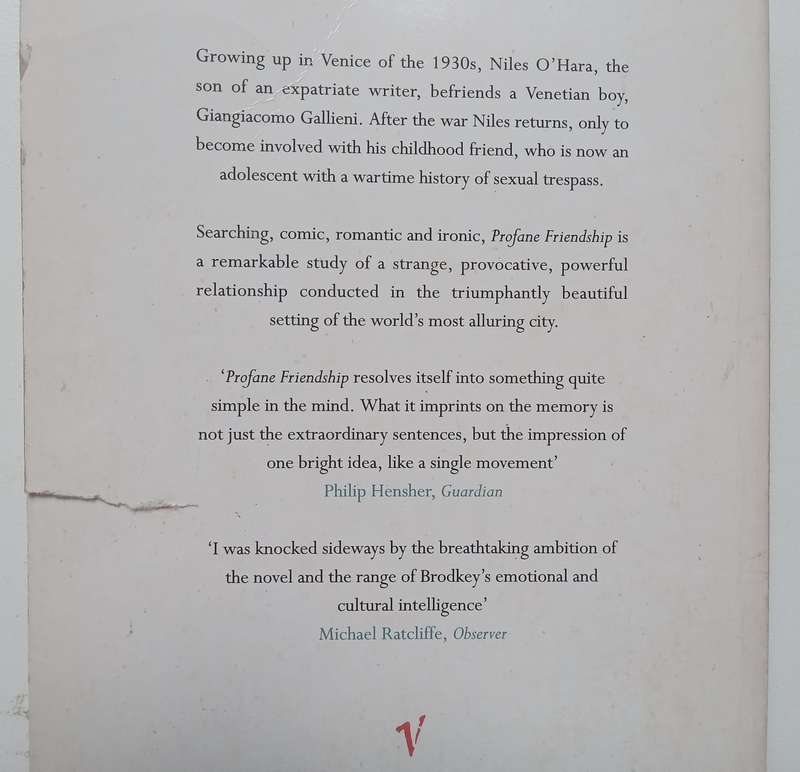 Growing up in Venice of the 1930s, Niles O’Hara, the
son of an expatriate writer, befriends a Venetian boy,
Giangiacomo Gallieni. After the war Niles returns, only to
become involved with his childhood friend, who is now an
adolescent with a wartime history of sexual trespass.
Searching, comic, romantic and ironic, Profane Friendship is
a remarkable study of a strange, provocative, powerful
relationship conducted in the triumphantly beautiful
setting of the world’s most alluring city.
‘Profane Friendship resolves itself into something quite
simple in the mind. What it imprints on the memory is
not just the extraordinary sentences, but the impression of
one bright idea, like a single movement’
Philip Hensher, Guardian
‘I was knocked sideways by the breathtaking ambition of
the novel and the range of Brodkey’s emotional and
cultural intelligence’
Michael Ratcliffe, Observer
V